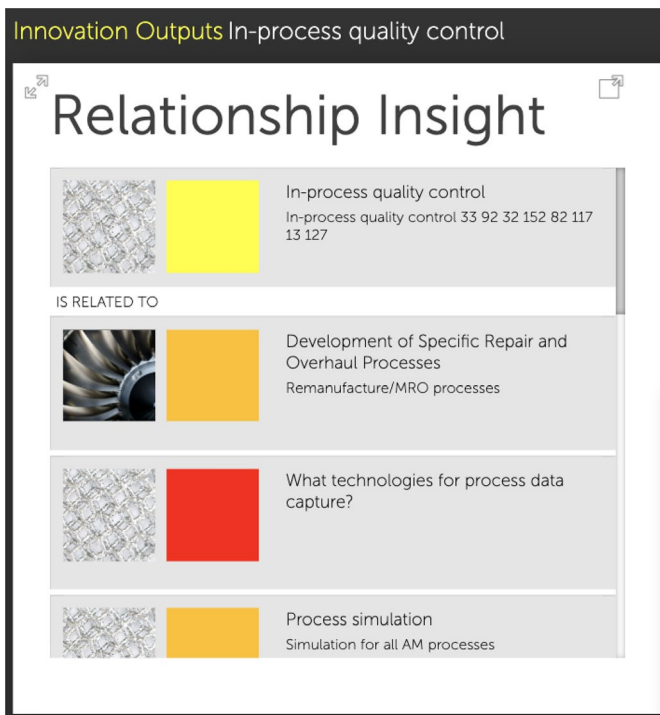 Innovation Outputs In-process quality control
Relationship Insight
In-process quality control
In-process quality control 33 92 32 152 82 117
13 127
IS RELATED TO
Development of Specific Repair and
Overhaul Processes
Remanufacture/MRO processes
What technologies for process data
capture?
Process simulation
Simulation for all AM processes